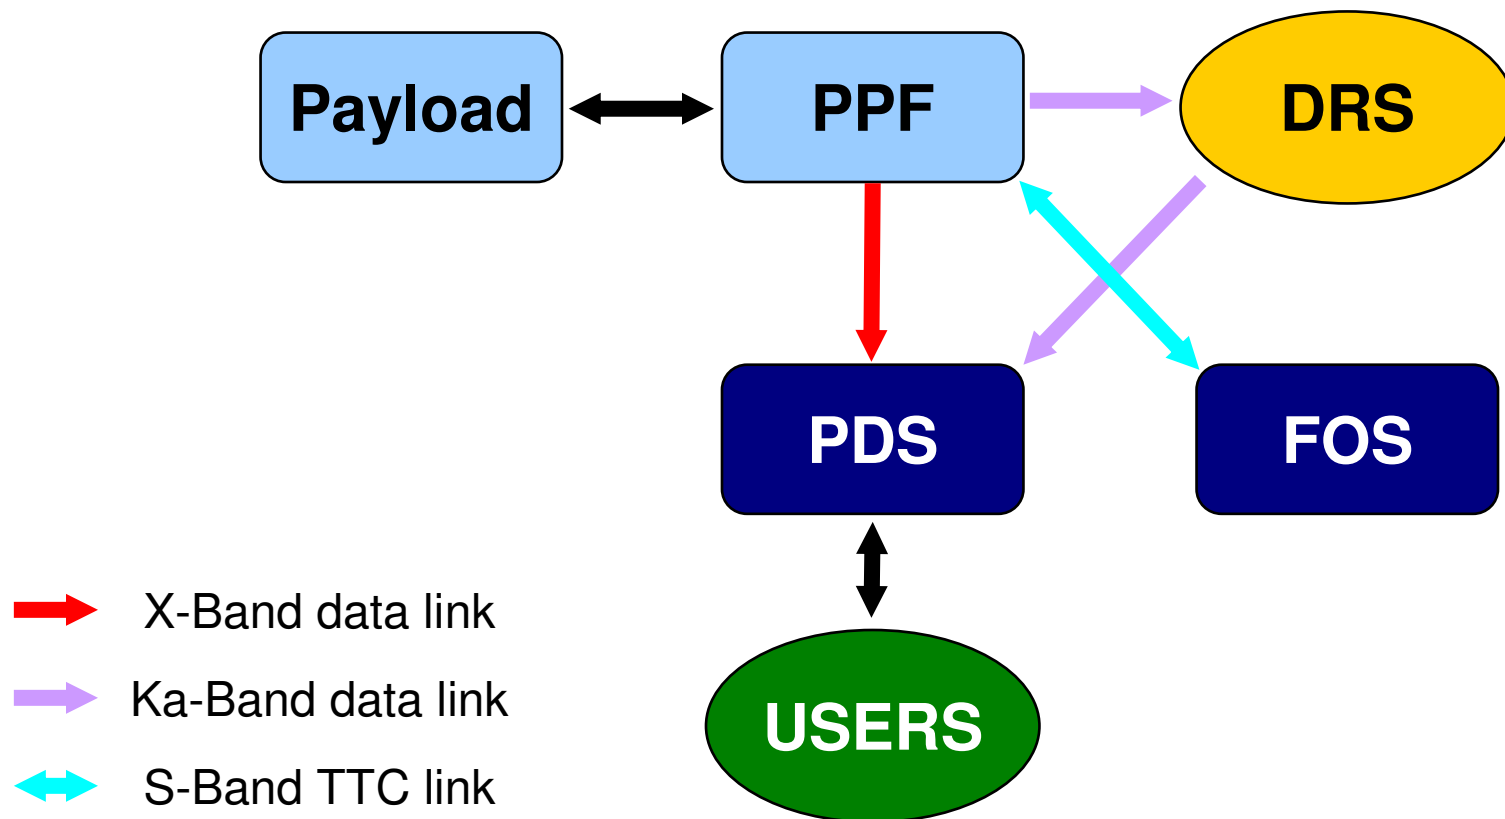 Payload
PPF
DRS
PDS
FOS
X-Band data link
Ka-Band data link
USERS
S-Band TTC link